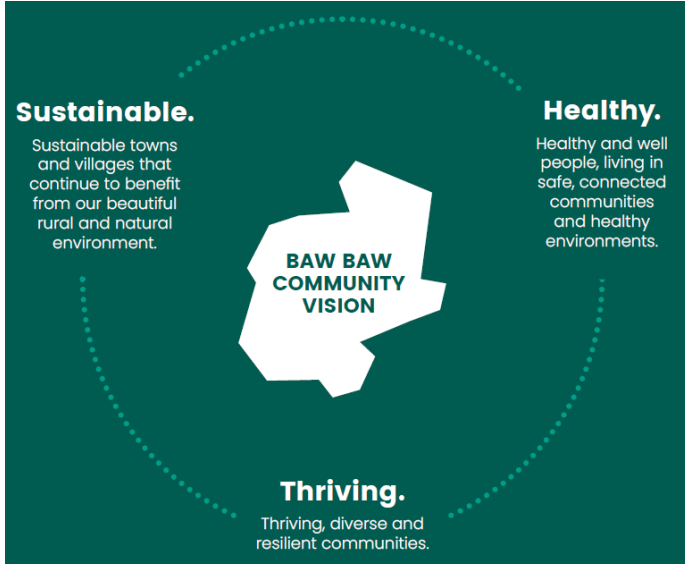 Sustainable.
Sustainable towns
and villages that
continue to benefit
from our beautiful
rural and natural
environment.
Healthy.
Healthy and well
people, living in
safe, connected
communities
and healthy
environments.
BAW BAW
COMMUNITY
VISION
Thriving.
Thriving, diverse and
resilient communities.